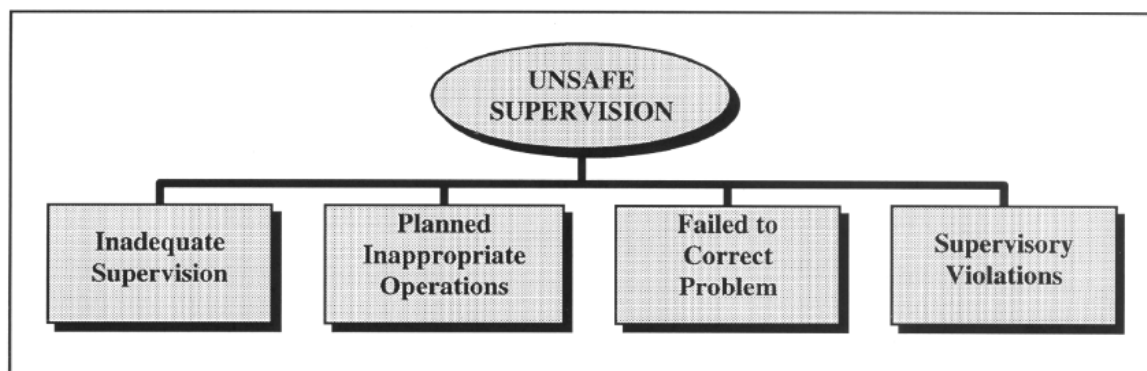 UNSAFE
SUPERVISION
Inadequate
Supervision
Planned
Inappropriate
Operations
Failed to
Correct
Problem
Supervisory
Violations